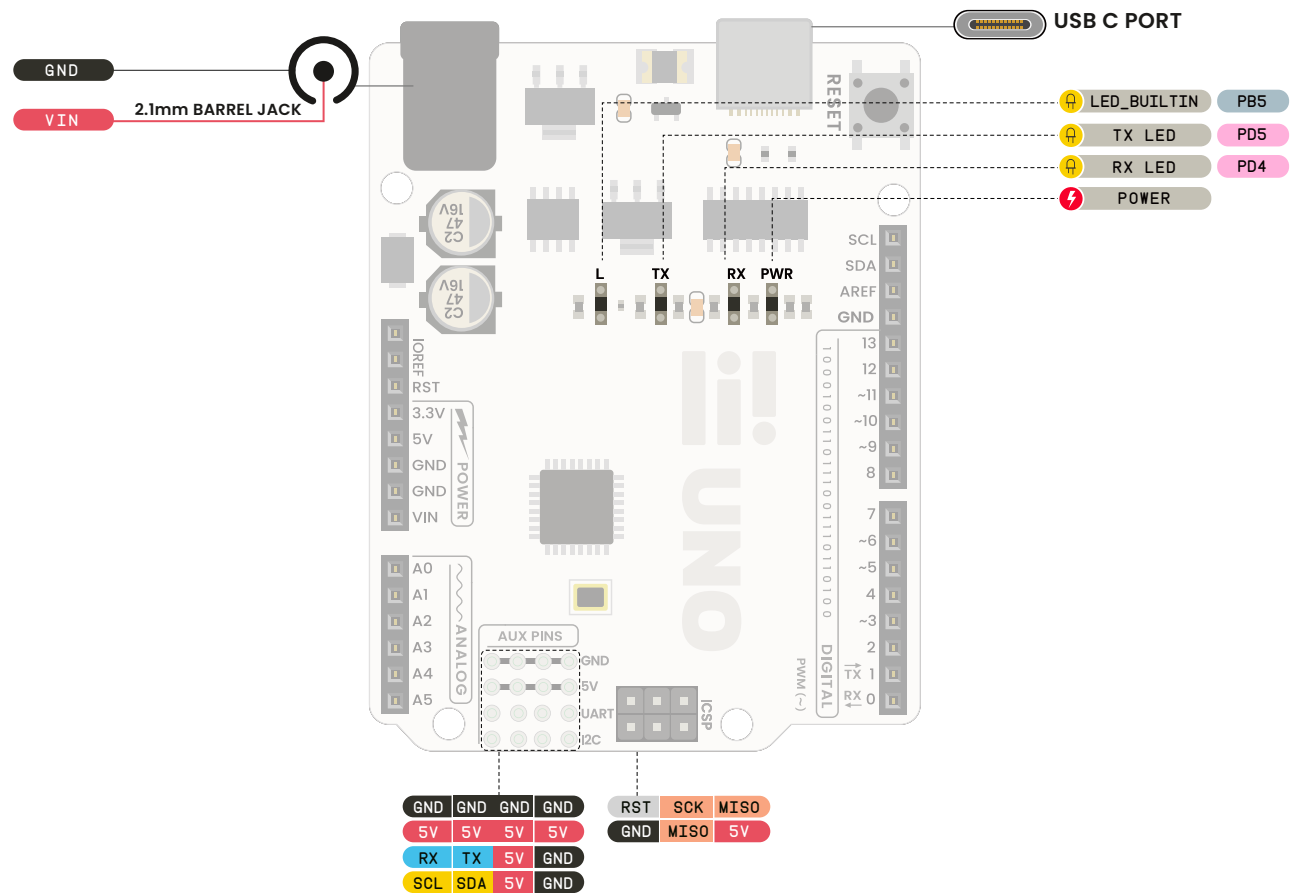 USB C PORT
GND
VIN
2.1mm BARREL JACK
RESET
LED_BUILTIN PB5
TX LED PD5
RX LED PD4
POWER
C2
47
16V
C2
47
16V
L TX RX PWR
SCL
SDA
AREF
GND
13
12
~11
~10
~9
8
7
~6
~5
4
~3
2
TX 1
RX 0
IOREF
RST
3.3V
5V
GND
GND
VIN
POWER
A0
A1
A2
A3
A4
A5
ANALOG
UNO
1000010011011100111011010100
DIGITAL
PWM (~)
AUX PINS
GND
5V
UART
I2C
ICSP
GND GND GND GND
5V 5V 5V 5V
RX TX 5V GND
SCL SDA 5V GND
RST SCK MISO
GND MISO 5V